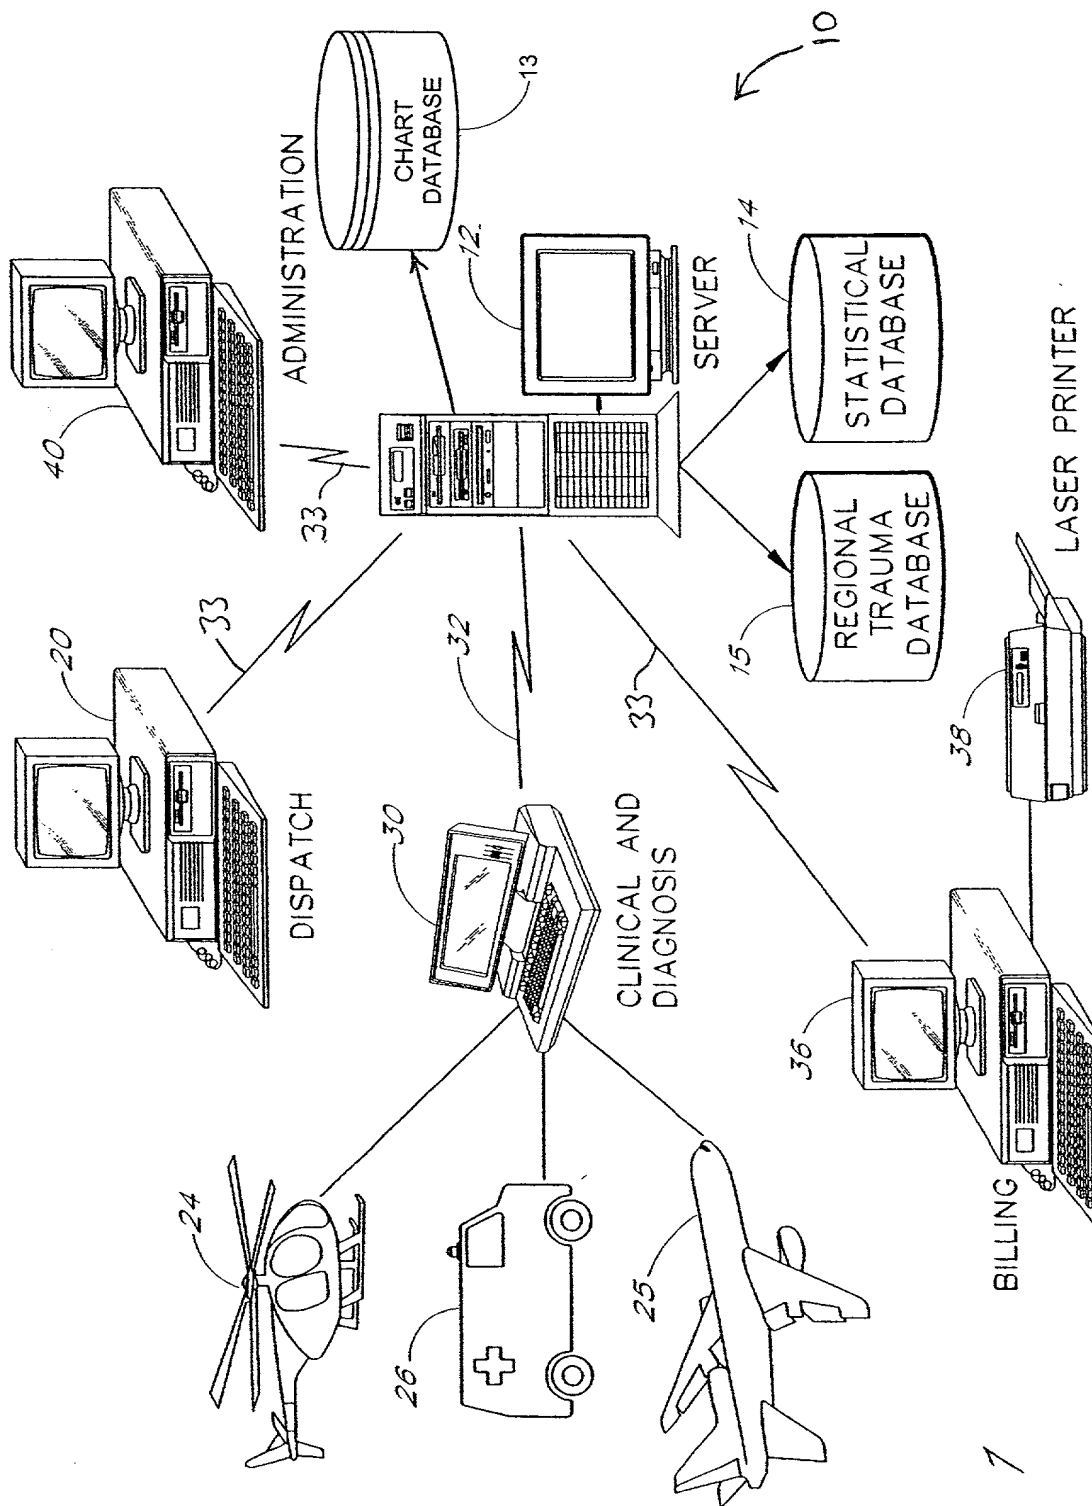 24
26
25
DISPATCH
20
33
CLINICAL AND
DIAGNOSIS
30
32
33
BILLING
36
38
LASER PRINTER
ADMINISTRATION
40
33
CHART
DATABASE
13
12
SERVER
REGIONAL
TRAUMA
DATABASE
15
STATISTICAL
DATABASE
14
10
1